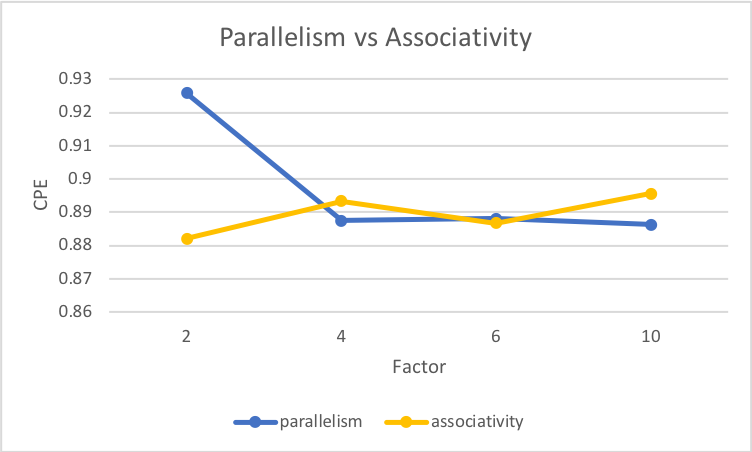 Parallelism vs Associativity
0.93
0.92
0.91
0.9
0.89
0.88
0.87
0.86
CPE
2 4 6 10
Factor
parallelism associativity